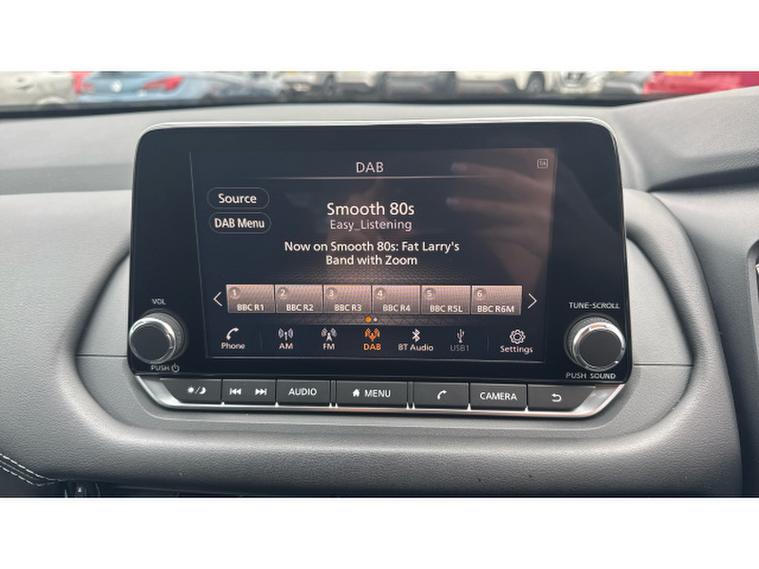 DAB
Source
Smooth 80s
Easy_Listening
DAB Menu
Now on Smooth 80s: Fat Larry's
Band with Zoom
1 2 3 4 5 6
BBC R1 BBC R2 BBC R3 BBC R4 BBC R5L BBC R6M
Phone AM FM DAB BT Audio USB1 Settings
VOL
PUSH
TUNE-SCROLL
PUSH SOUND
AUDIO MENU CAMERA